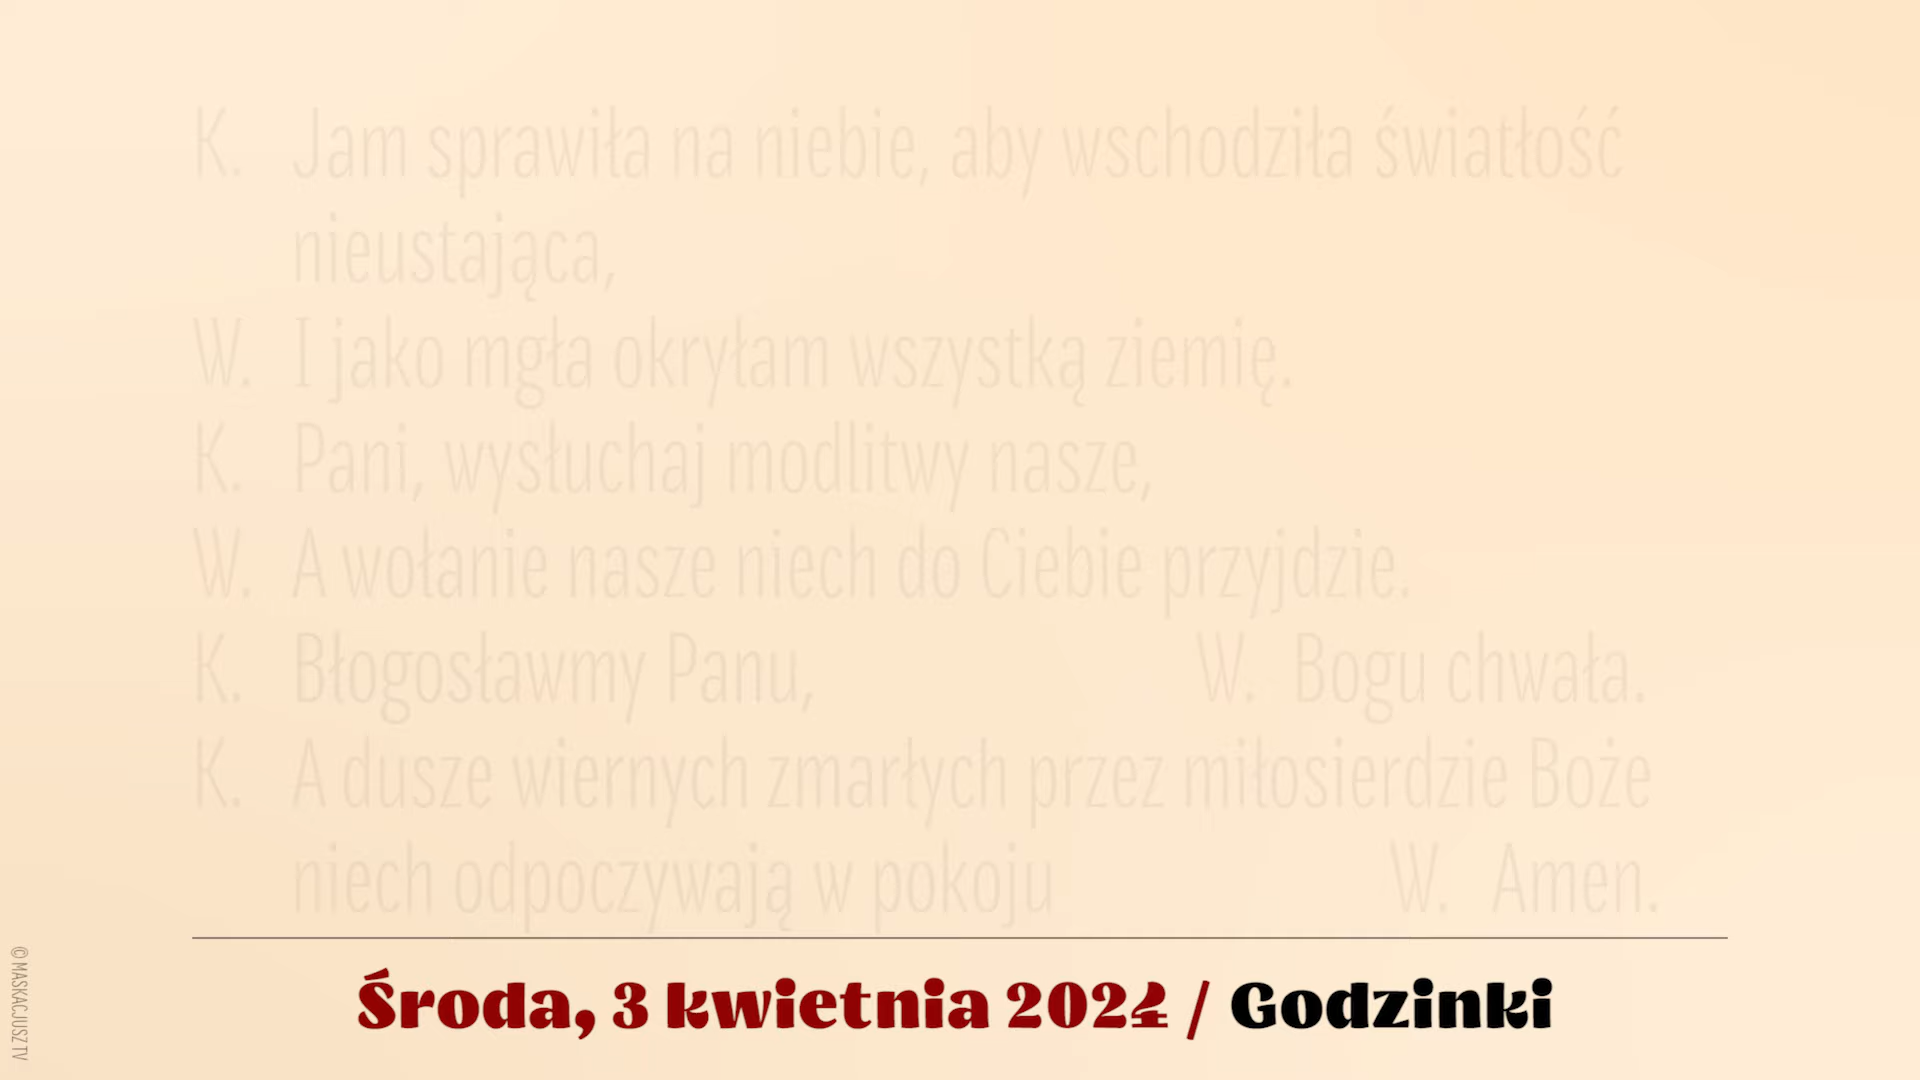 K. Jam sprawiła na niebie, aby wschodziła światłość
nieustająca,
W. I jako mgła okryłam wszystką ziemię.
K. Pani, wysłuchaj modlitwy nasze,
W. A wołanie nasze niech do Ciebie przyjdzie.
K. Błogosławmy Panu, W. Bogu chwała.
K. A dusze wiernych zmarłych przez miłosierdzie Boże
niech odpoczywają w pokoju W. Amen.
Środa, 3 kwietnia 2024 / Godzinki
© MASKACJUSZ TV